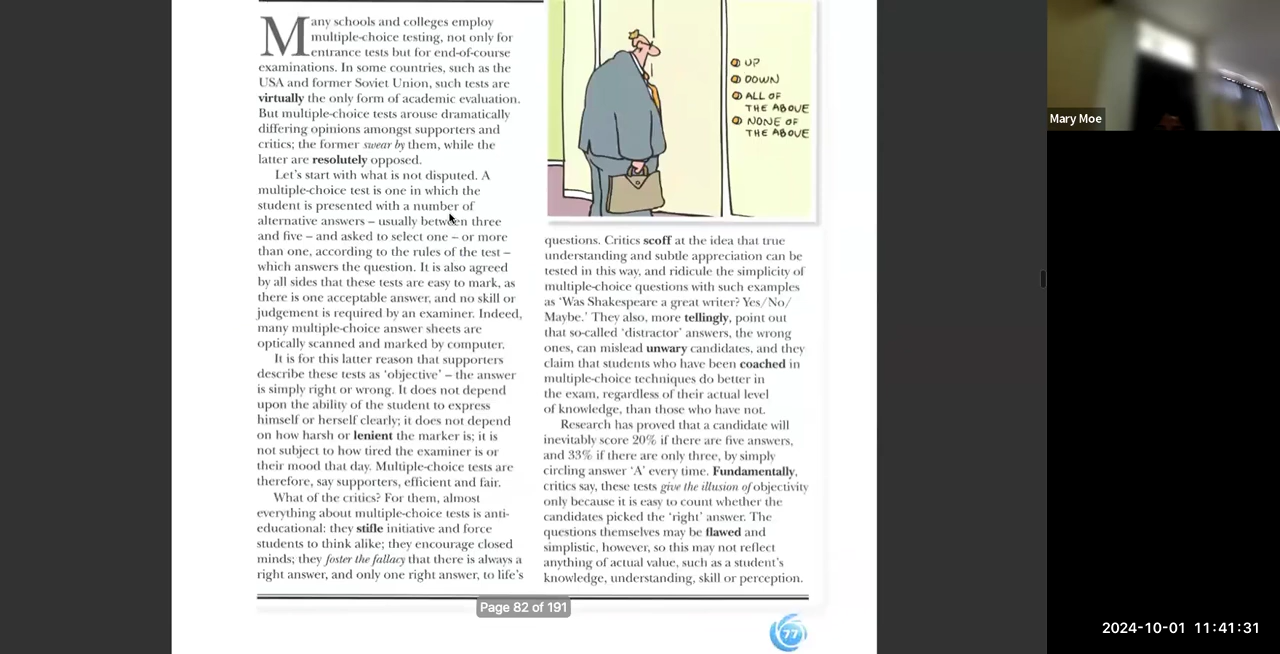 Many schools and colleges employ
multiple-choice testing, not only for
entrance tests but for end-of-course
examinations. In some countries, such as the
USA and former Soviet Union, such tests are
virtually the only form of academic evaluation.
But multiple-choice tests arouse dramatically
differing opinions amongst supporters and
critics; the former swear by them, while the
latter are resolutely opposed.
Let's start with what is not disputed. A
multiple-choice test is one in which the
student is presented with a number of
alternative answers – usually between three
and five – and asked to select one – or more
than one, according to the rules of the test –
which answers the question. It is also agreed
by all sides that these tests are easy to mark, as
there is one acceptable answer, and no skill or
judgement is required by an examiner. Indeed,
many multiple-choice answer sheets are
optically scanned and marked by computer.
It is for this latter reason that supporters
describe these tests as 'objective' – the answer
is simply right or wrong. It does not depend
upon the ability of the student to express
himself or herself clearly; it does not depend
on how harsh or lenient the marker is; it is
not subject to how tired the examiner is or
their mood that day. Multiple-choice tests are
therefore, say supporters, efficient and fair.
What of the critics? For them, almost
everything about multiple-choice tests is anti-
educational: they stifle initiative and force
students to think alike; they encourage closed
minds; they foster the fallacy that there is always a
right answer, and only one right answer, to life's
UP
DOWN
ALL OF
THE ABOVE
NONE OF
THE ABOVE
questions. Critics scoff at the idea that true
understanding and subtle appreciation can be
tested in this way, and ridicule the simplicity of
multiple-choice questions with such examples
as 'Was Shakespeare a great writer? Yes/No/
Maybe.' They also, more tellingly, point out
that so-called 'distractor' answers, the wrong
ones, can mislead unwary candidates, and they
claim that students who have been coached in
multiple-choice techniques do better in
the exam, regardless of their actual level
of knowledge, than those who have not.
Research has proved that a candidate will
inevitably score 20% if there are five answers,
and 33% if there are only three, by simply
circling answer 'A' every time. Fundamentally,
critics say, these tests give the illusion of objectivity
only because it is easy to count whether the
candidates picked the 'right' answer. The
questions themselves may be flawed and
simplistic, however, so this may not reflect
anything of actual value, such as a student's
knowledge, understanding, skill or perception.
Page 82 of 191
77
Mary Moe
2024-10-01 11:41:31